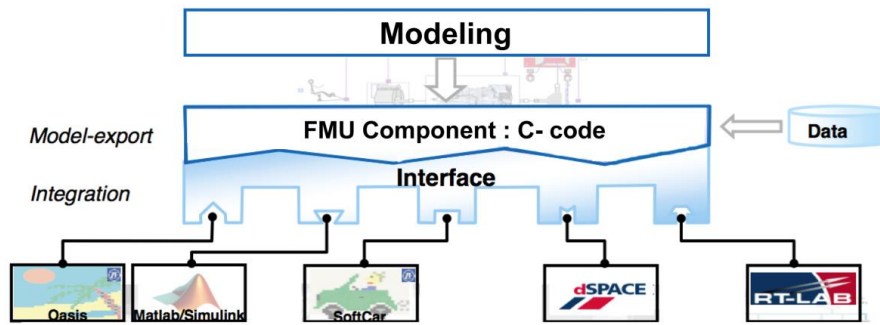 Modeling
Model-export
FMU Component : C- code
Data
Integration
Interface
Oasis
Matlab/Simulink
SoftCar
dSPACE
RT-LAB